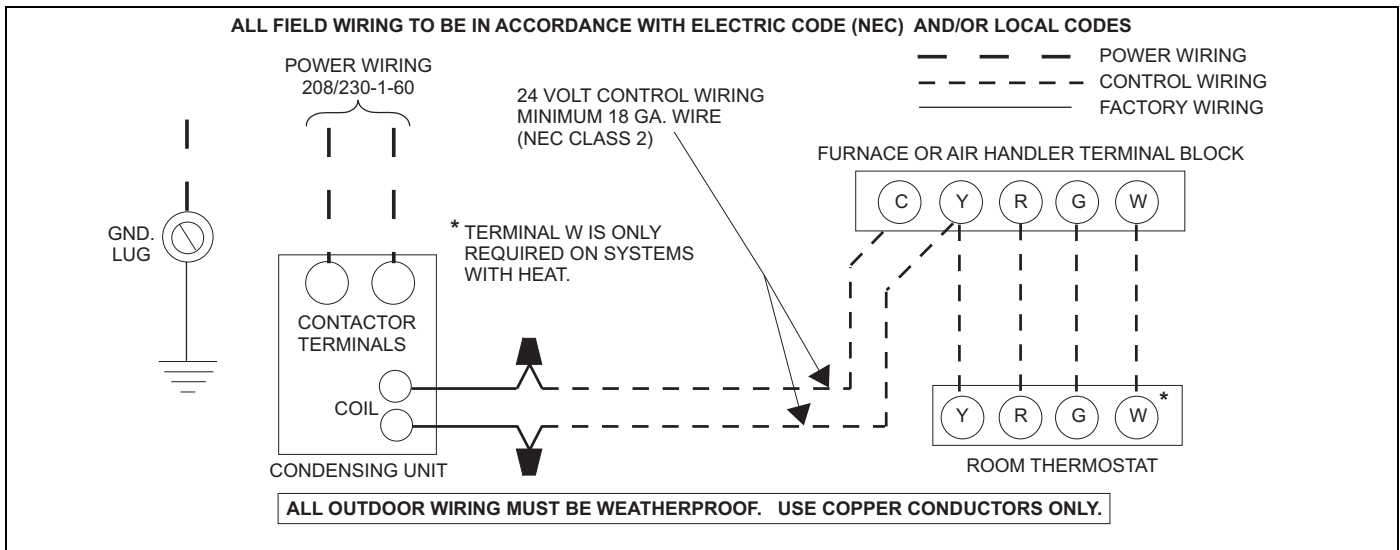 ALL FIELD WIRING TO BE IN ACCORDANCE WITH ELECTRIC CODE (NEC) AND/OR LOCAL CODES
POWER WIRING
208/230-1-60
24 VOLT CONTROL WIRING
MINIMUM 18 GA. WIRE
(NEC CLASS 2)
POWER WIRING
CONTROL WIRING
FACTORY WIRING
FURNACE OR AIR HANDLER TERMINAL BLOCK
C Y R G W
GND.
LUG
* TERMINAL W IS ONLY
REQUIRED ON SYSTEMS
WITH HEAT.
CONTACTOR
TERMINALS
COIL
CONDENSING UNIT
Y R G W *
ROOM THERMOSTAT
ALL OUTDOOR WIRING MUST BE WEATHERPROOF. USE COPPER CONDUCTORS ONLY.